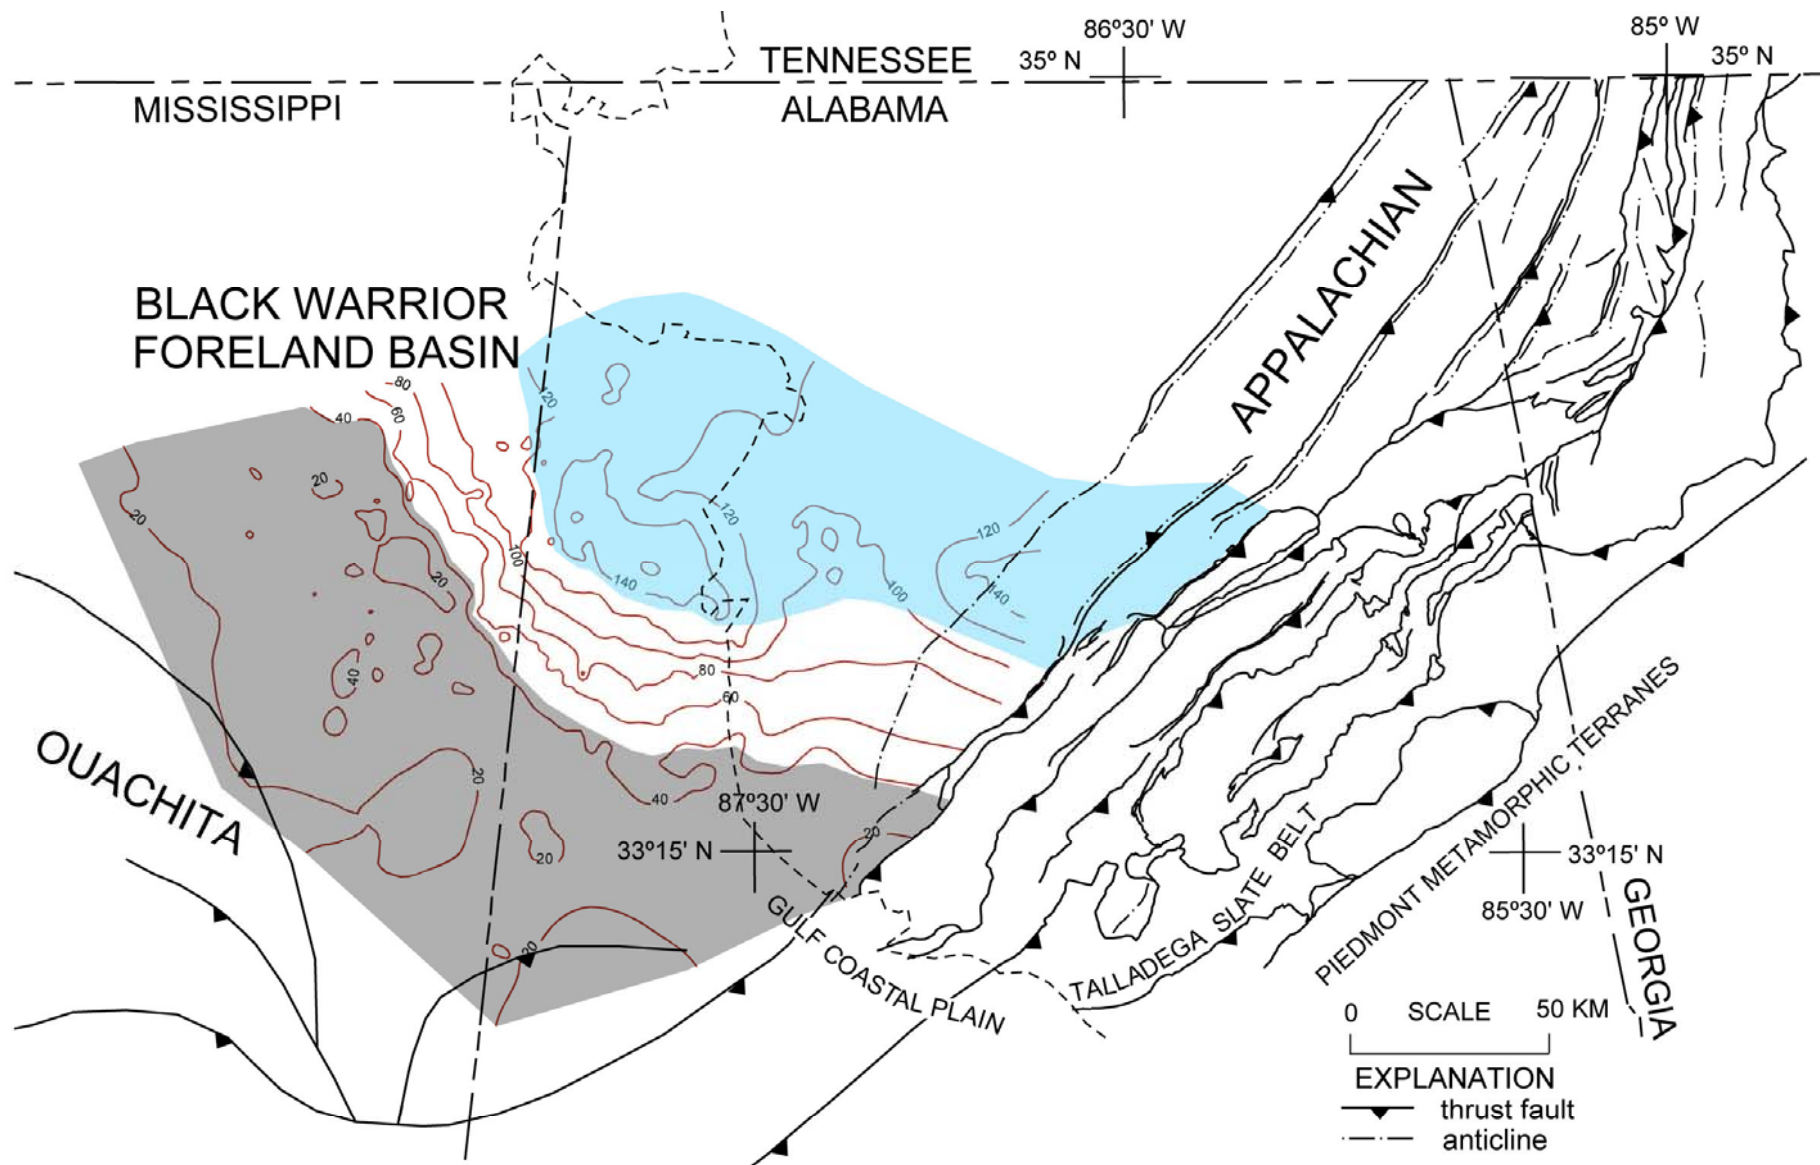 86º30' W
85º W
35º N
35º N
TENNESSEE
MISSISSIPPI
ALABAMA
APPALACHIAN
BLACK WARRIOR
FORELAND BASIN
80
60
40
120
20
20
120
120
100
20
140
140
100
40
80
60
20
40
87º30' W
20
20
33º15' N
33º15' N
OUACHITA
20
GULF COASTAL PLAIN
TALLADEGA SLATE BELT
PIEDMONT METAMORPHIC TERRANES
85º30' W
GEORGIA
0 SCALE 50 KM
EXPLANATION
thrust fault
anticline